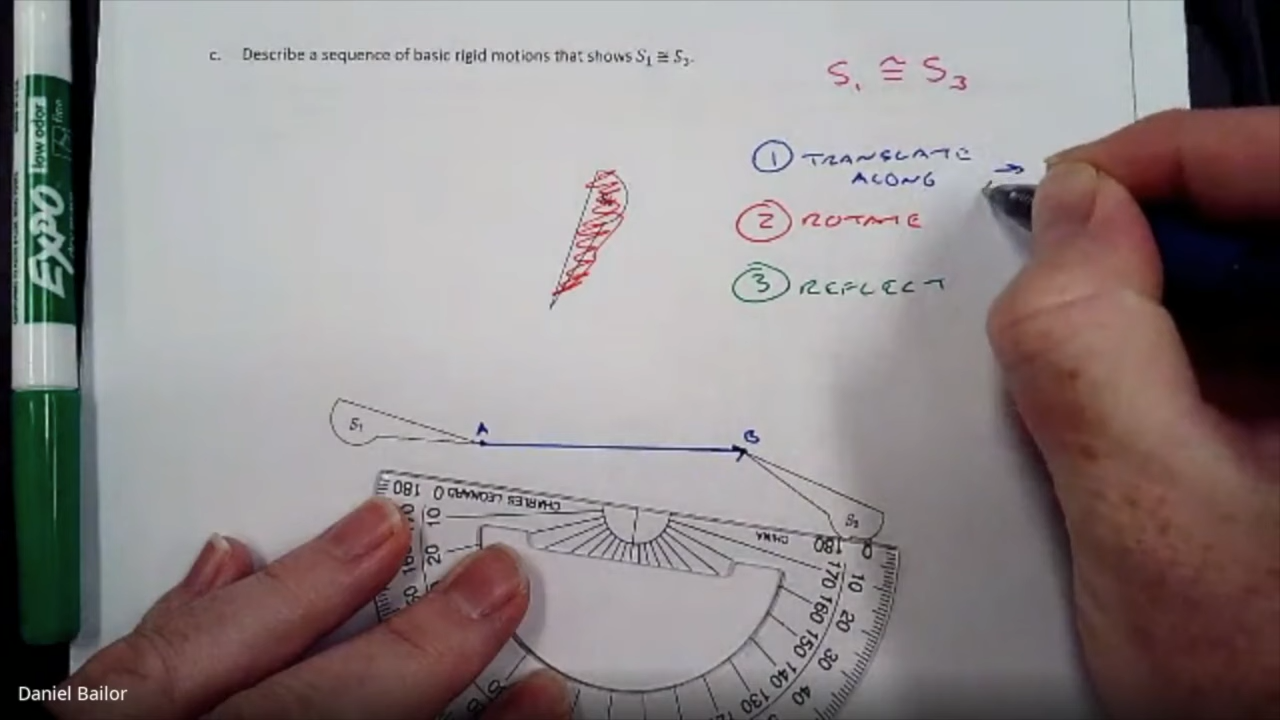 c. Describe a sequence of basic rigid motions that shows S₁ ≅ S₃.
S₁ ≅ S₃
1 TRANSLATE
ALONG
2 ROTATE
3 REFLECT
S₁
A
B
S₃
180 0 CHARLES LEONARD
CHINA
180 0
10
20
170 10
160 20
150 30
140 40
130
EXPO
low odor
fine
Daniel Bailor